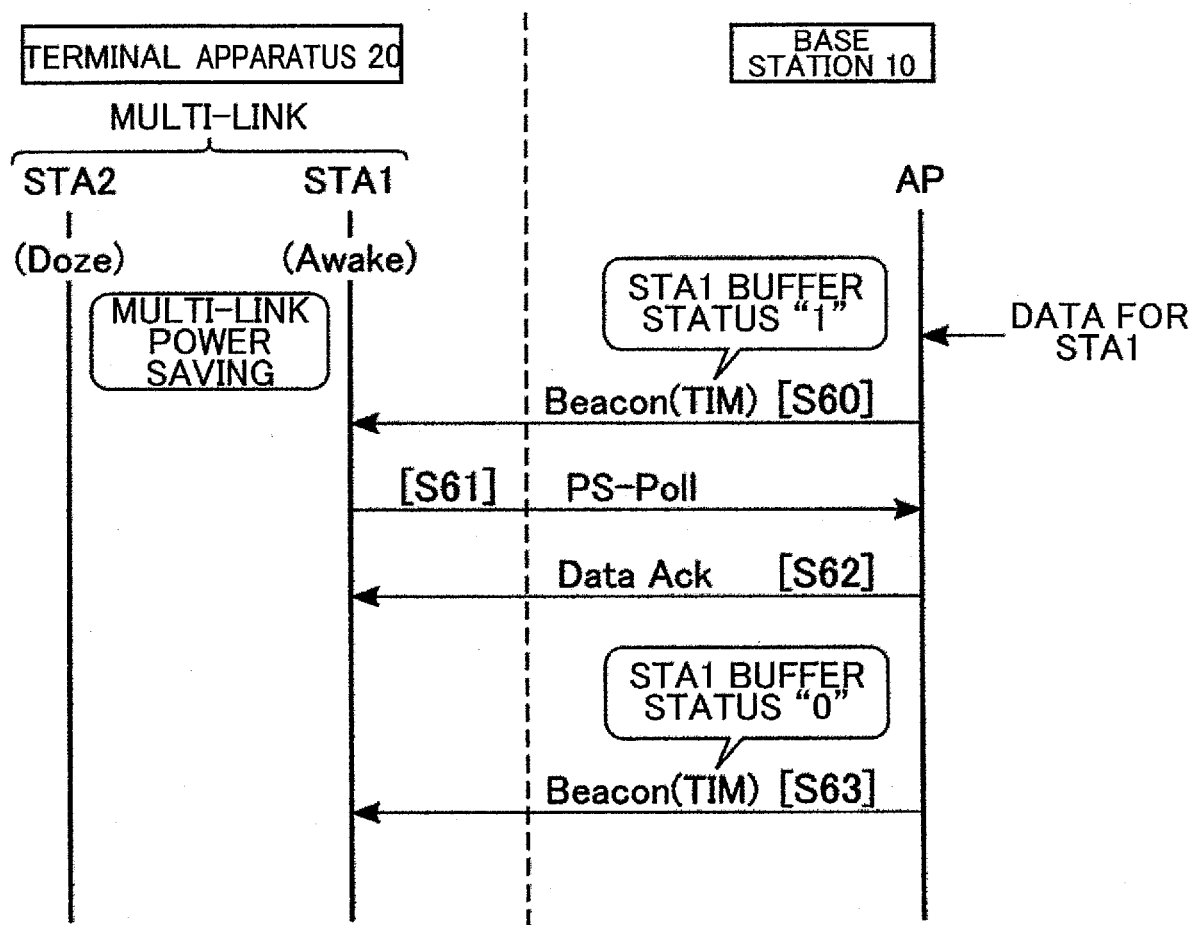 TERMINAL APPARATUS 20
BASE
STATION 10
MULTI-LINK
STA2
STA1
AP
(Doze)
(Awake)
MULTI-LINK
POWER
SAVING
STA1 BUFFER
STATUS “1”
DATA FOR
STA1
Beacon(TIM) [S60]
[S61] PS-Poll
Data Ack [S62]
STA1 BUFFER
STATUS “0”
Beacon(TIM) [S63]